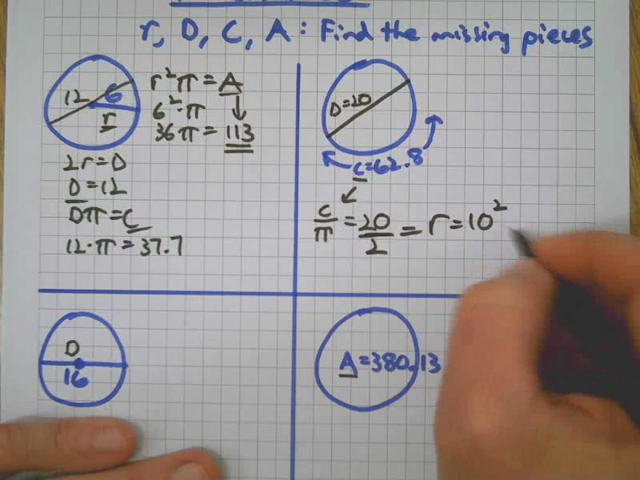 r, D, C, A: Find the missing pieces
12 6
r
r²π = A
6²·π
36π = 113
2r = D
D = 12
Dπ = C
12·π = 37.7
D=20
C=62.8
C/π = 20/2 = r = 10²
D
16
A=380.13